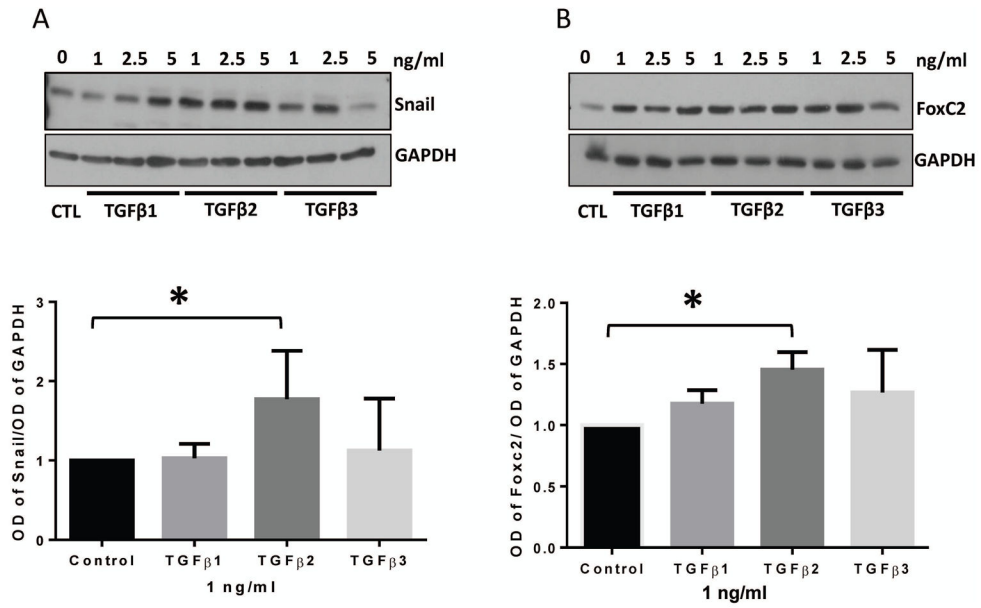 A
0 1 2.5 5 1 2.5 5 1 2.5 5 ng/ml
Snail
GAPDH
CTL TGFβ1 TGFβ2 TGFβ3
*
3
2
1
0
OD of Snail/OD of GAPDH
Control TGFβ1 TGFβ2 TGFβ3
1 ng/ml
B
0 1 2.5 5 1 2.5 5 1 2.5 5 ng/ml
FoxC2
GAPDH
CTL TGFβ1 TGFβ2 TGFβ3
*
2.0
1.5
1.0
0.5
0.0
OD of Foxc2/ OD of GAPDH
Control TGFβ1 TGFβ2 TGFβ3
1 ng/ml